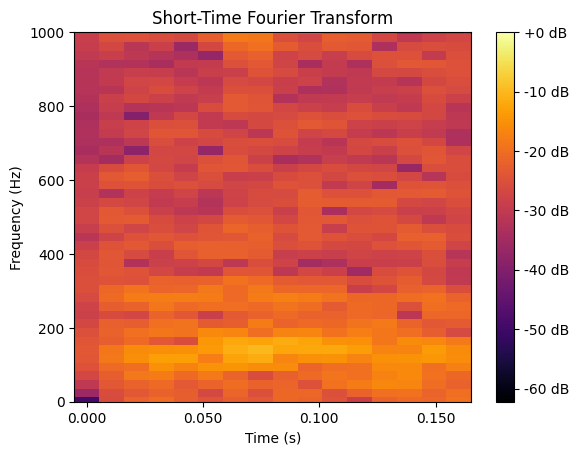 Short-Time Fourier Transform
Frequency (Hz)
1000
800
600
400
200
0
0.000
0.050
0.100
0.150
Time (s)
+0 dB
-10 dB
-20 dB
-30 dB
-40 dB
-50 dB
-60 dB